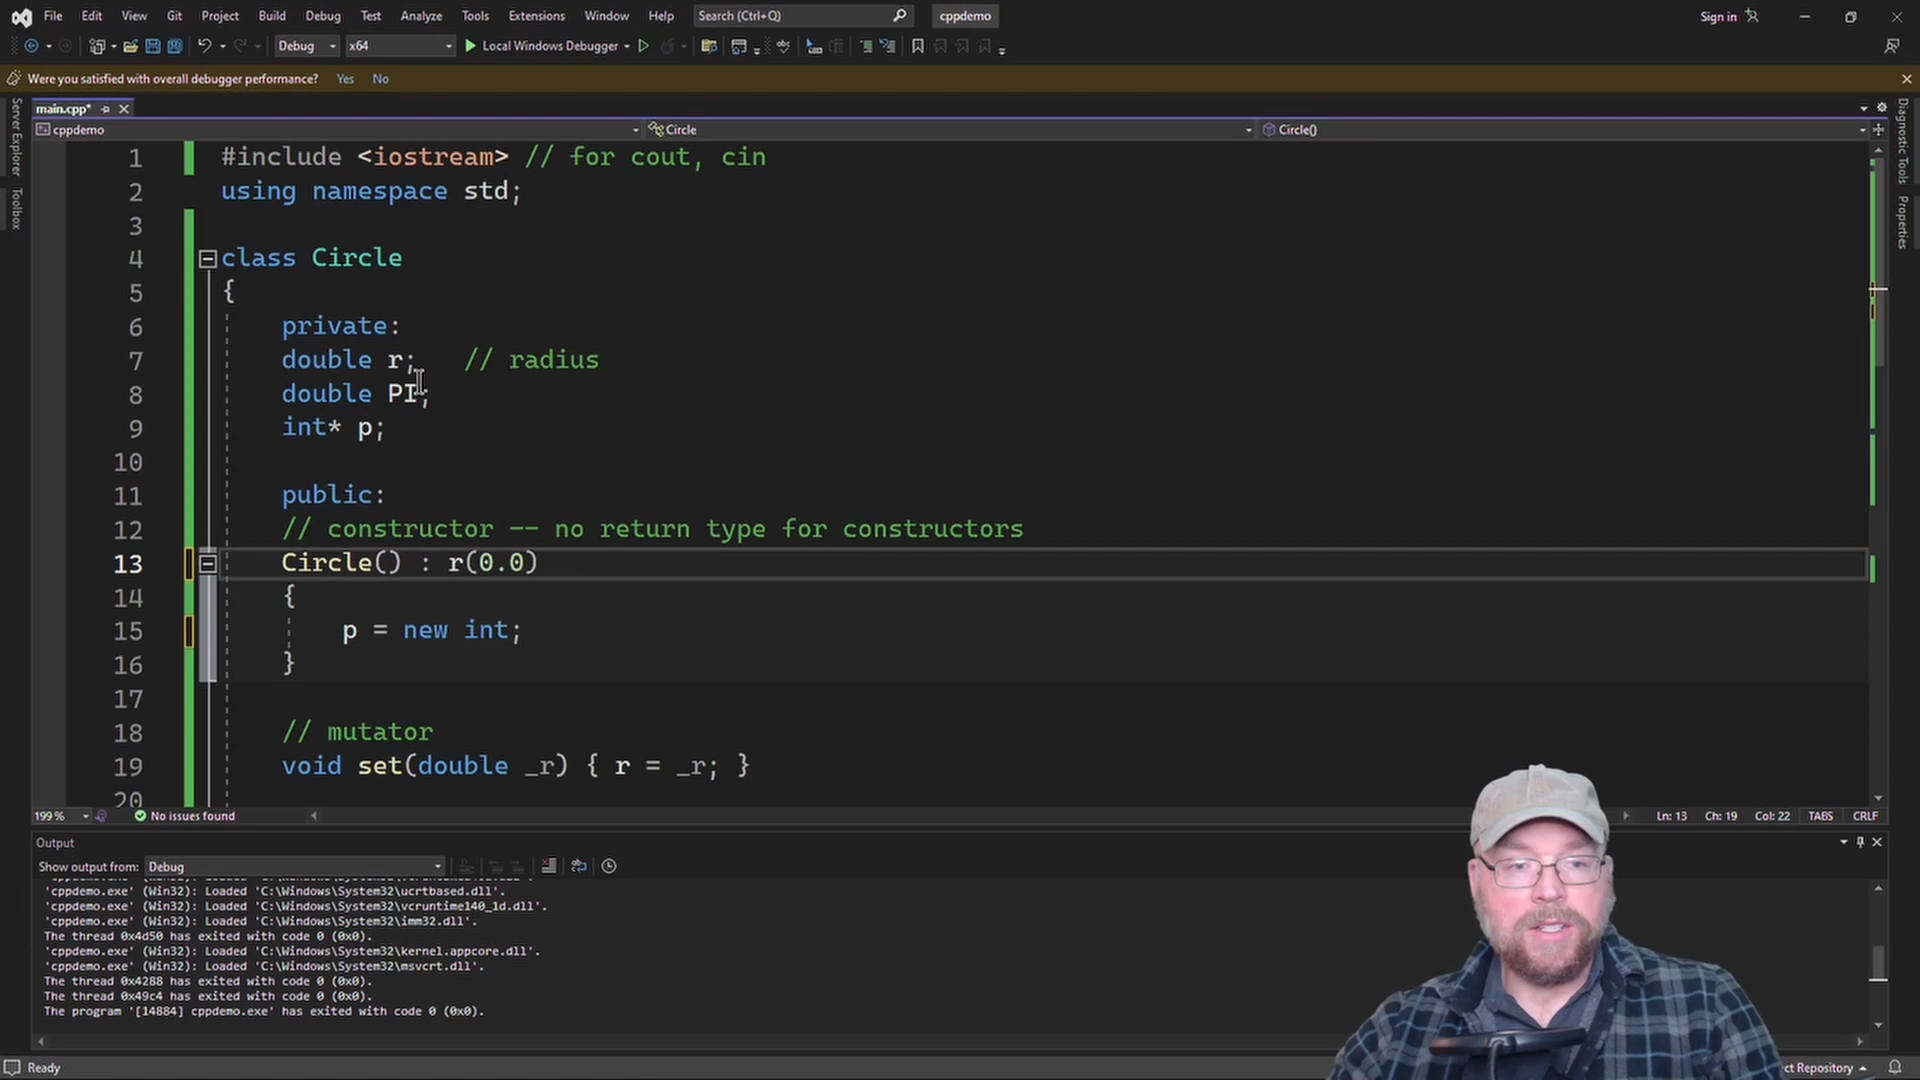 File Edit View Git Project Build Debug Test Analyze Tools Extensions Window Help Search (Ctrl+Q) cppdemo Sign in
Debug x64 Local Windows Debugger
Were you satisfied with overall debugger performance? Yes No
main.cpp*
cppdemo Circle Circle()
Server Explorer
Toolbox
Diagnostic Tools
Properties
1 #include <iostream> // for cout, cin
2 using namespace std;
3
4 class Circle
5 {
6 private:
7 double r; // radius
8 double PI;
9 int* p;
10
11 public:
12 // constructor -- no return type for constructors
13 Circle() : r(0.0)
14 {
15 p = new int;
16 }
17
18 // mutator
19 void set(double _r) { r = _r; }
20
199 % No issues found Ln: 13 Ch: 19 Col: 22 TABS CRLF
Output
Show output from: Debug
'cppdemo.exe' (Win32): Loaded 'C:\Windows\System32\ucrtbased.dll'.
'cppdemo.exe' (Win32): Loaded 'C:\Windows\System32\vcruntime140_1d.dll'.
'cppdemo.exe' (Win32): Loaded 'C:\Windows\System32\imm32.dll'.
The thread 0x4d50 has exited with code 0 (0x0).
'cppdemo.exe' (Win32): Loaded 'C:\Windows\System32\kernel.appcore.dll'.
'cppdemo.exe' (Win32): Loaded 'C:\Windows\System32\msvcrt.dll'.
The thread 0x4288 has exited with code 0 (0x0).
The thread 0x49c4 has exited with code 0 (0x0).
The program '[14884] cppdemo.exe' has exited with code 0 (0x0).
Ready ct Repository